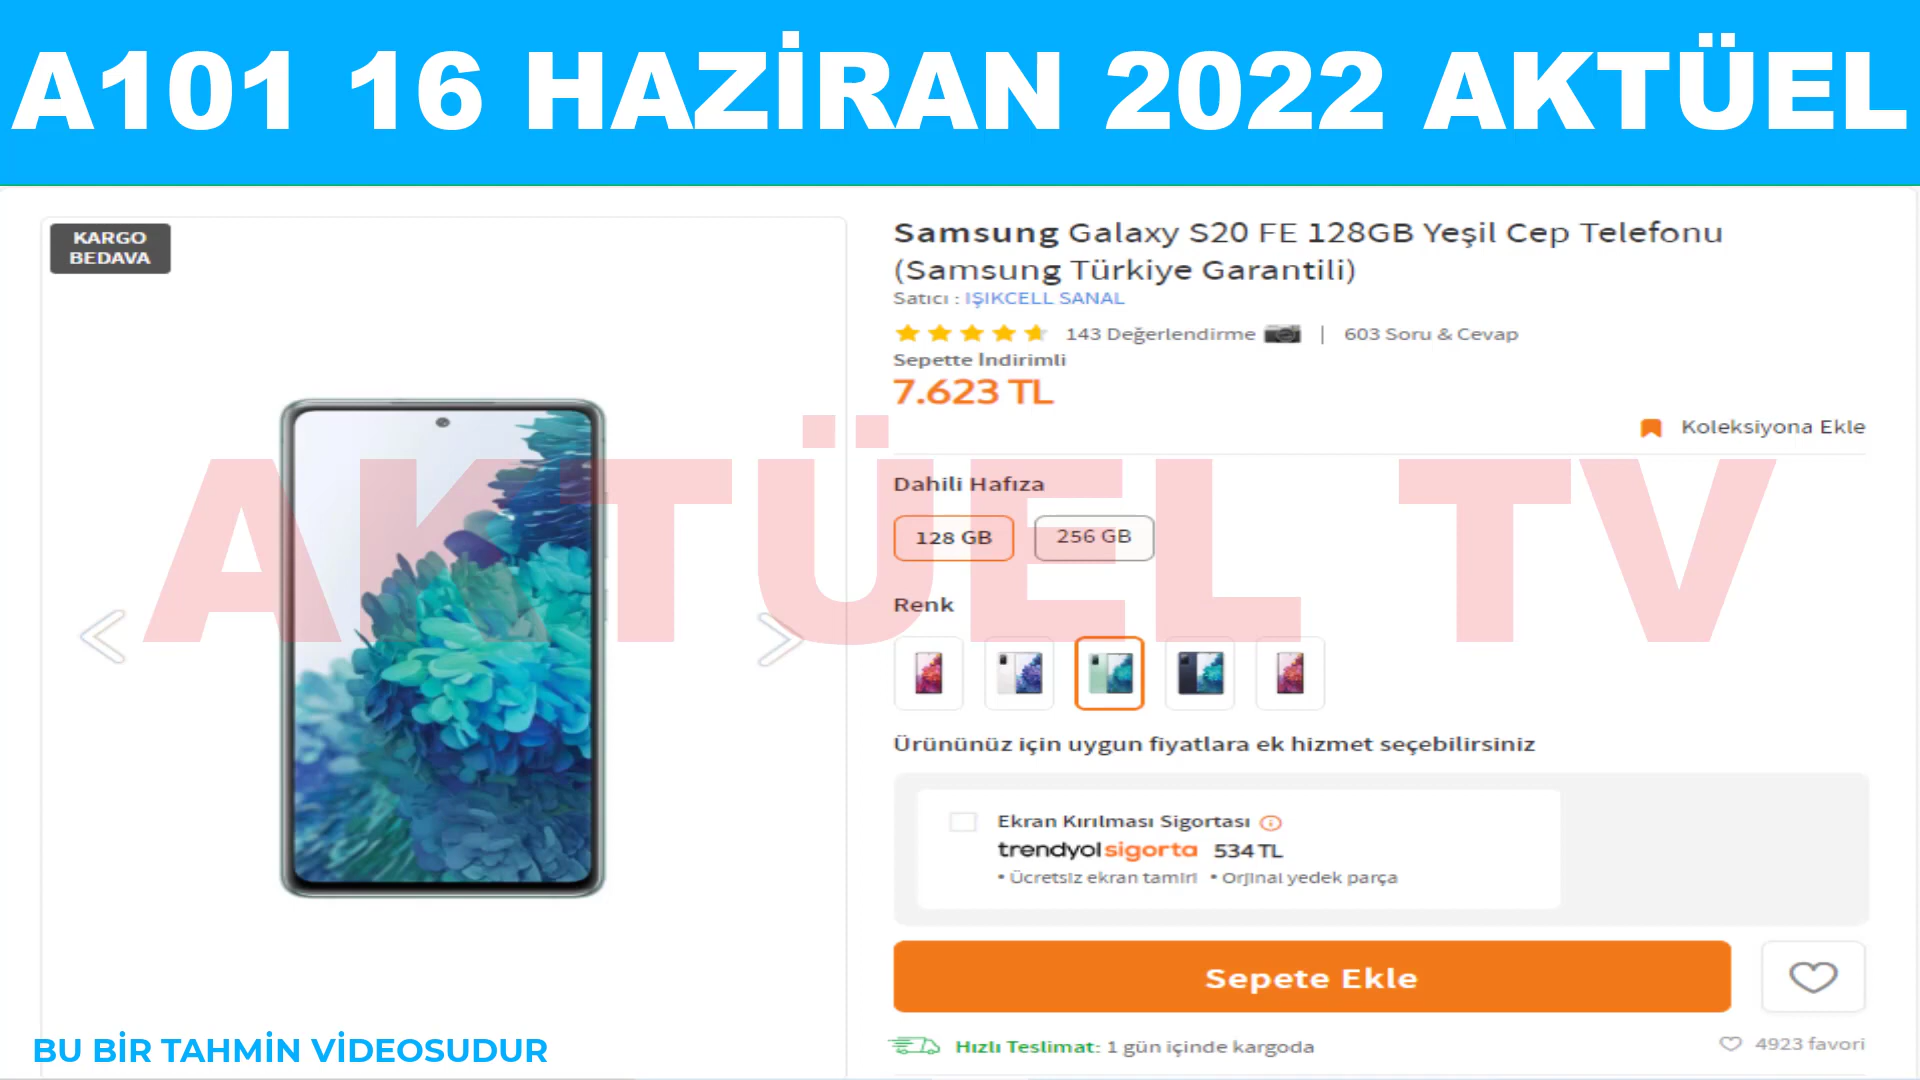 A101 16 HAZİRAN 2022 AKTÜEL
KARGO
BEDAVA
Samsung Galaxy S20 FE 128GB Yeşil Cep Telefonu
(Samsung Türkiye Garantili)
Satıcı : IŞIKCELL SANAL
143 Değerlendirme | 603 Soru & Cevap
Sepette İndirimli
7.623 TL
Koleksiyona Ekle
AKTÜEL TV
Dahili Hafıza
128 GB 256 GB
Renk
Ürününüz için uygun fiyatlara ek hizmet seçebilirsiniz
Ekran Kırılması Sigortası
trendyol sigorta 534 TL
• Ücretsiz ekran tamiri • Orjinal yedek parça
Sepete Ekle
Hızlı Teslimat: 1 gün içinde kargoda
4923 favori
BU BİR TAHMİN VİDEOSUDUR